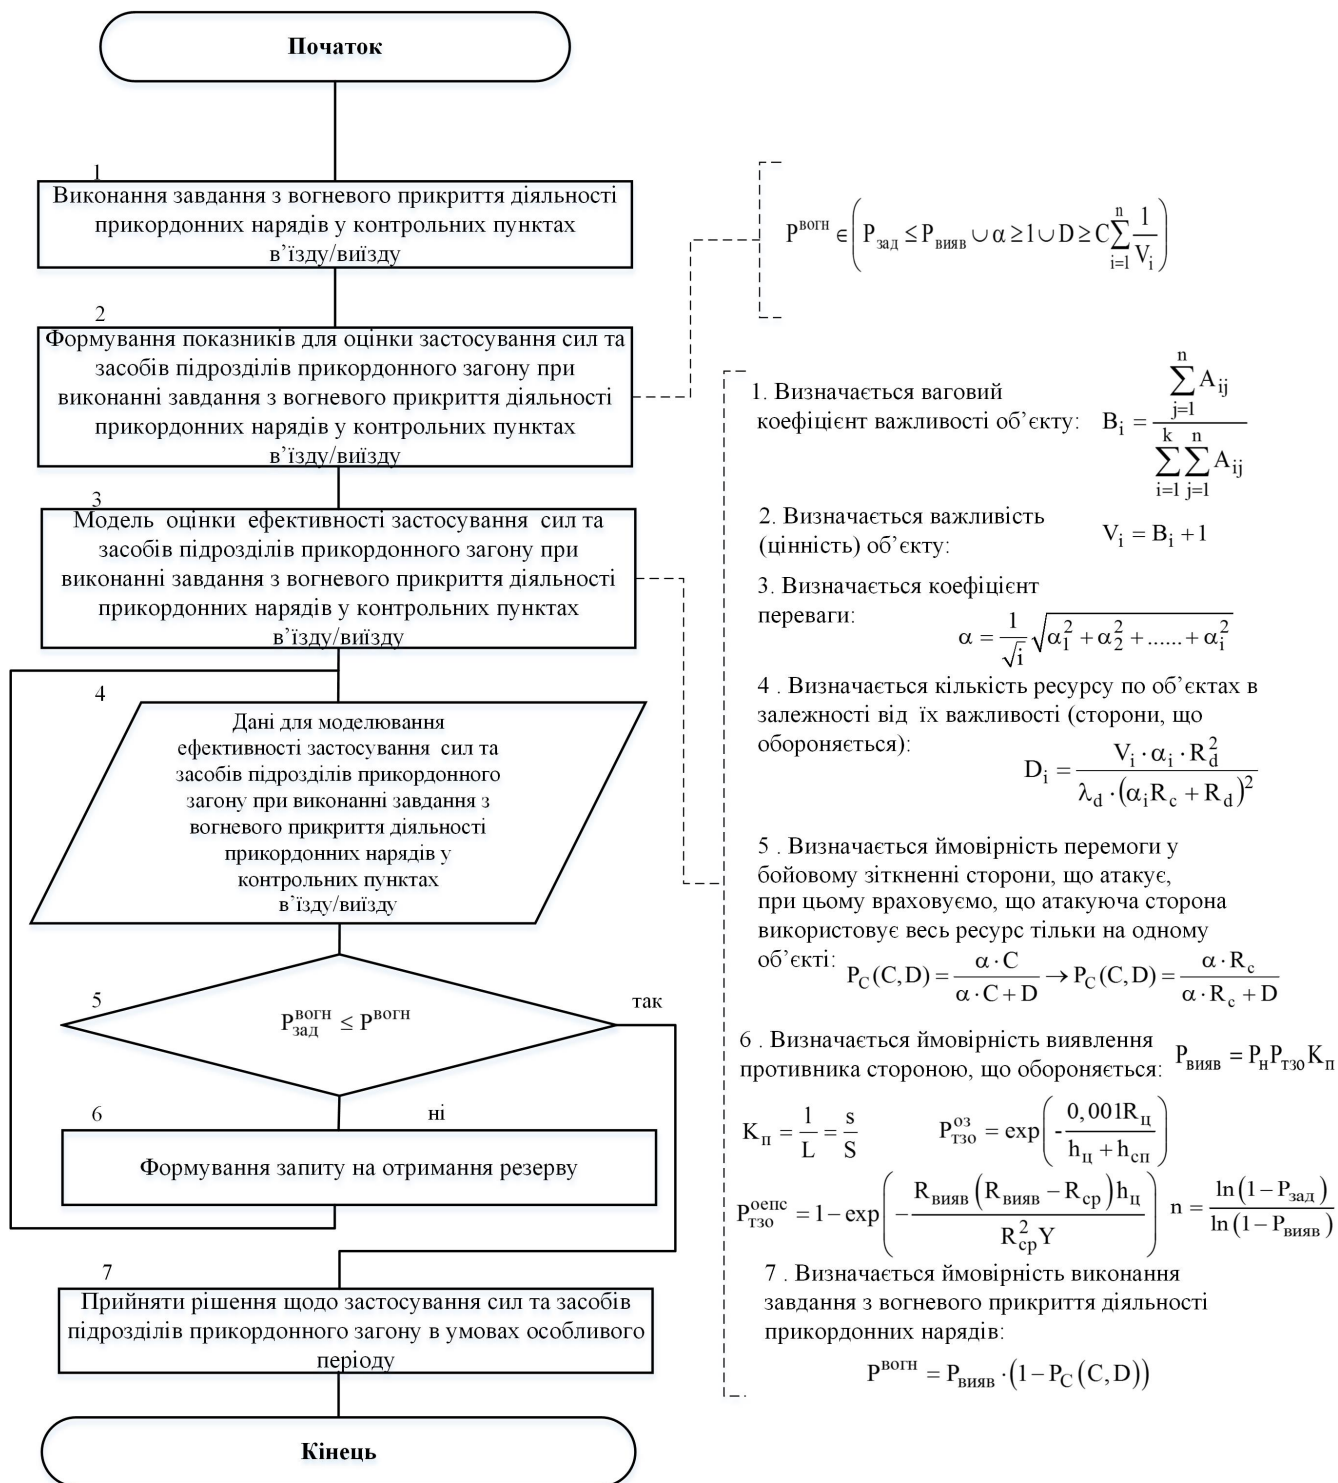 Початок
1
Виконання завдання з вогневого прикриття діяльності
прикордонних нарядів у контрольних пунктах
в’їзду/виїзду
2
Формування показників для оцінки застосування сил та
засобів підрозділів прикордонного загону при
виконанні завдання з вогневого прикриття діяльності
прикордонних нарядів у контрольних пунктах
в’їзду/виїзду
3
Модель оцінки ефективності застосування сил та
засобів підрозділів прикордонного загону при
виконанні завдання з вогневого прикриття діяльності
прикордонних нарядів у контрольних пунктах
в’їзду/виїзду
4
Дані для моделювання
ефективності застосування сил та
засобів підрозділів прикордонного
загону при виконанні завдання з
вогневого прикриття діяльності
прикордонних нарядів у
контрольних пунктах
в’їзду/виїзду
5
P_зад^вогн ≤ P^вогн
так
ні
6
Формування запиту на отримання резерву
7
Прийняти рішення щодо застосування сил та засобів
підрозділів прикордонного загону в умовах особливого
періоду
Кінець
P^вогн ∈ (P_зад ≤ P_вияв ∪ α ≥ 1 ∪ D ≥ C ∑_{i=1}^{n} 1/V_i)
1. Визначається ваговий
коефіцієнт важливості об’єкту: B_i = ∑_{j=1}^{n} A_ij / ∑_{i=1}^{k} ∑_{j=1}^{n} A_ij
2. Визначається важливість
(цінність) об’єкту: V_i = B_i + 1
3. Визначається коефіцієнт
переваги:
α = 1/√i √(α_1^2 + α_2^2 + ...... + α_i^2)
4 . Визначається кількість ресурсу по об’єктах в
залежності від їх важливості (сторони, що
обороняється):
D_i = V_i · α_i · R_d^2 / λ_d · (α_i R_c + R_d)^2
5 . Визначається ймовірність перемоги у
бойовому зіткненні сторони, що атакує,
при цьому враховуємо, що атакуюча сторона
використовує весь ресурс тільки на одному
об’єкті: P_C(C, D) = α · C / (α · C + D) → P_C(C, D) = α · R_c / (α · R_c + D)
6 . Визначається ймовірність виявлення
противника стороною, що обороняється: P_вияв = P_н P_тзо K_п
K_п = l/L = s/S P_тзо^оз = exp(- 0,001R_ц / (h_ц + h_сп))
P_тзо^оепс = 1 − exp(− R_вияв (R_вияв − R_ср) h_ц / R_ср^2 Y) n = ln(1 − P_зад) / ln(1 − P_вияв)
7 . Визначається ймовірність виконання
завдання з вогневого прикриття діяльності
прикордонних нарядів:
P^вогн = P_вияв · (1 − P_C (C, D))